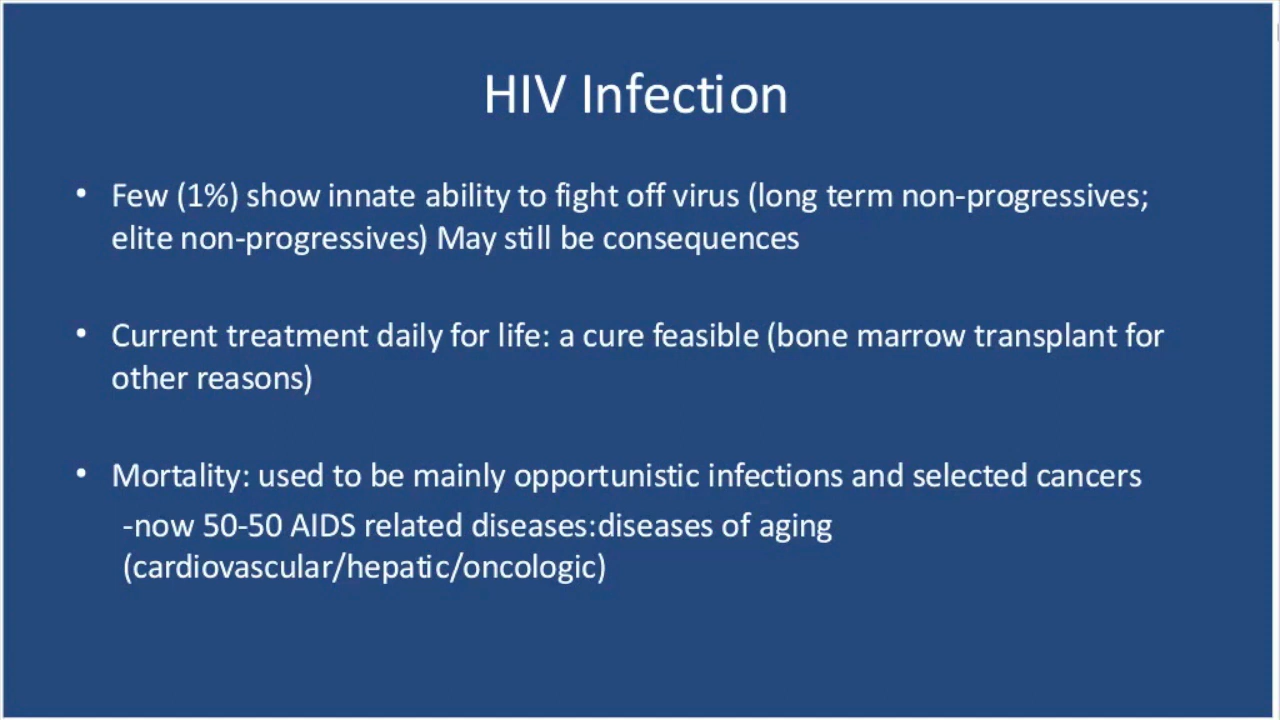 HIV Infection
• Few (1%) show innate ability to fight off virus (long term non-progressives;
elite non-progressives) May still be consequences
• Current treatment daily for life: a cure feasible (bone marrow transplant for
other reasons)
• Mortality: used to be mainly opportunistic infections and selected cancers
-now 50-50 AIDS related diseases:diseases of aging
(cardiovascular/hepatic/oncologic)